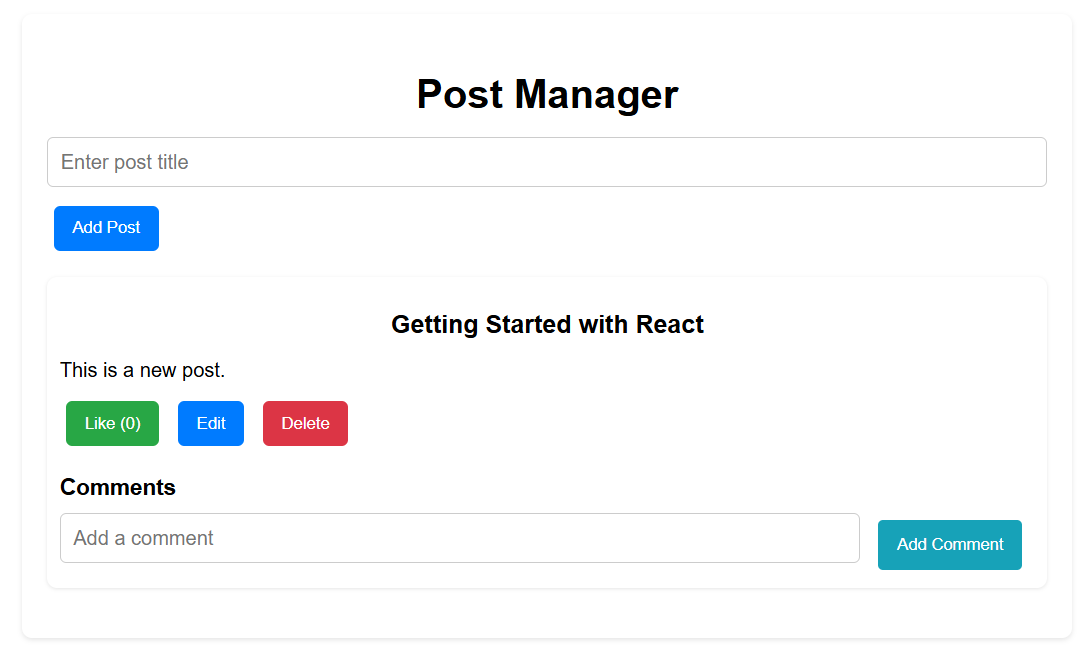 Post Manager
Enter post title
Add Post
Getting Started with React
This is a new post.
Like (0) Edit Delete
Comments
Add a comment Add Comment